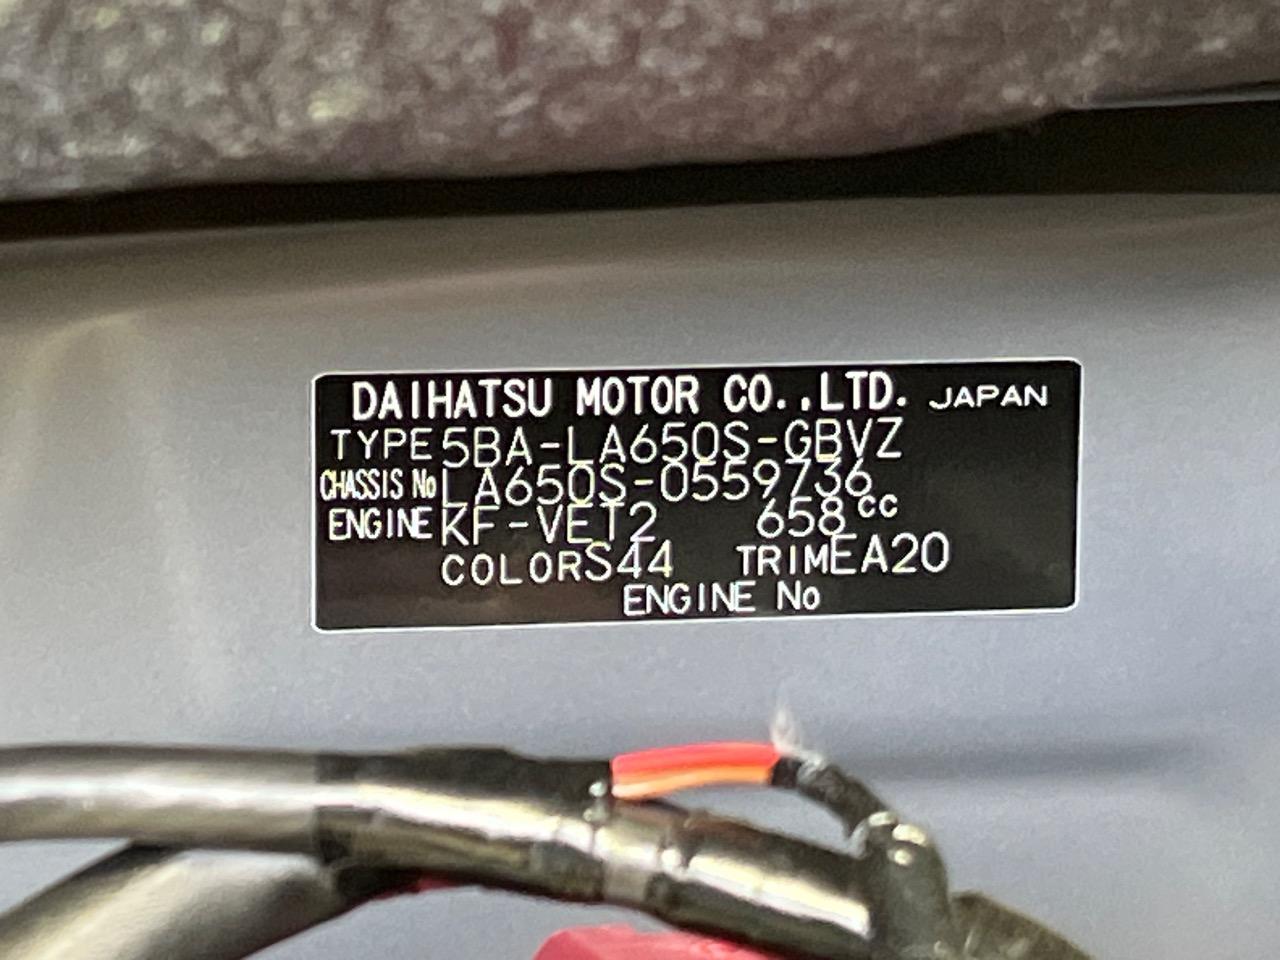 DAIHATSU MOTOR CO.,LTD. JAPAN
TYPE 5BA-LA650S-GBVZ
CHASSIS No LA650S-0559736
ENGINE KF-VET2 658cc
COLOR S44 TRIM EA20
ENGINE No